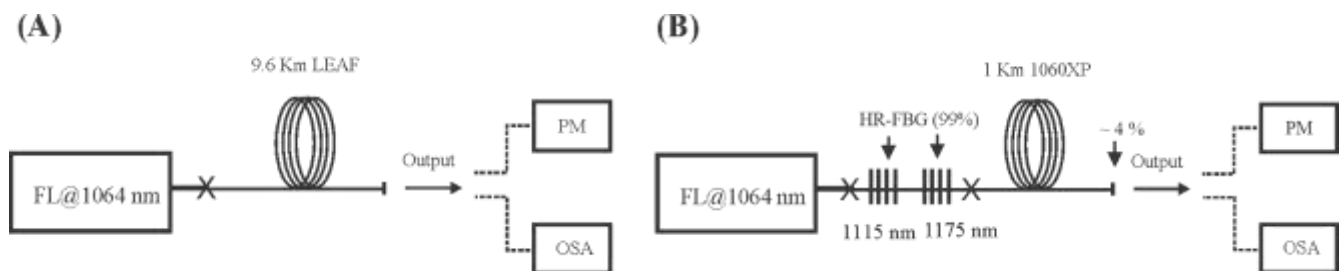 (A)
9.6 Km LEAF
FL@1064 nm
Output
PM
OSA
(B)
1 Km 1060XP
HR-FBG (99%)
~ 4 %
FL@1064 nm
1115 nm
1175 nm
Output
PM
OSA